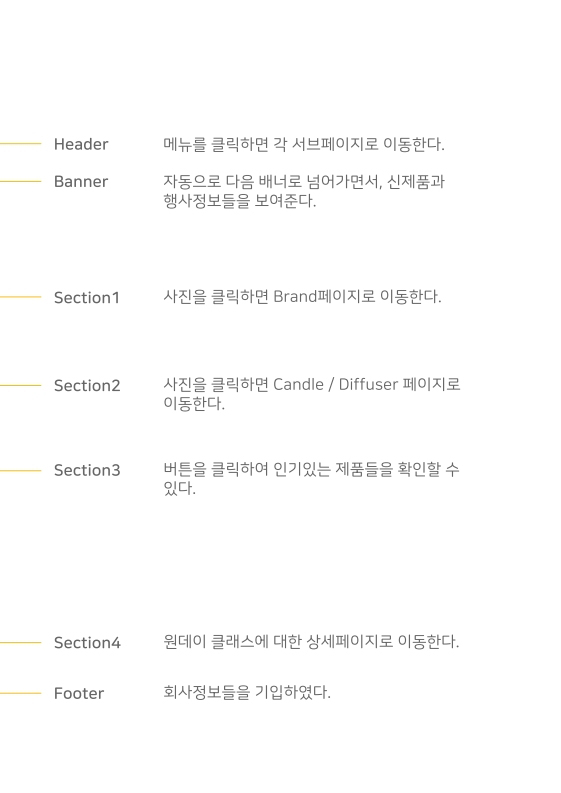 Header 메뉴를 클릭하면 각 서브페이지로 이동한다.
Banner 자동으로 다음 배너로 넘어가면서, 신제품과
행사정보들을 보여준다.
Section1 사진을 클릭하면 Brand페이지로 이동한다.
Section2 사진을 클릭하면 Candle / Diffuser 페이지로
이동한다.
Section3 버튼을 클릭하여 인기있는 제품들을 확인할 수
있다.
Section4 원데이 클래스에 대한 상세페이지로 이동한다.
Footer 회사정보들을 기입하였다.